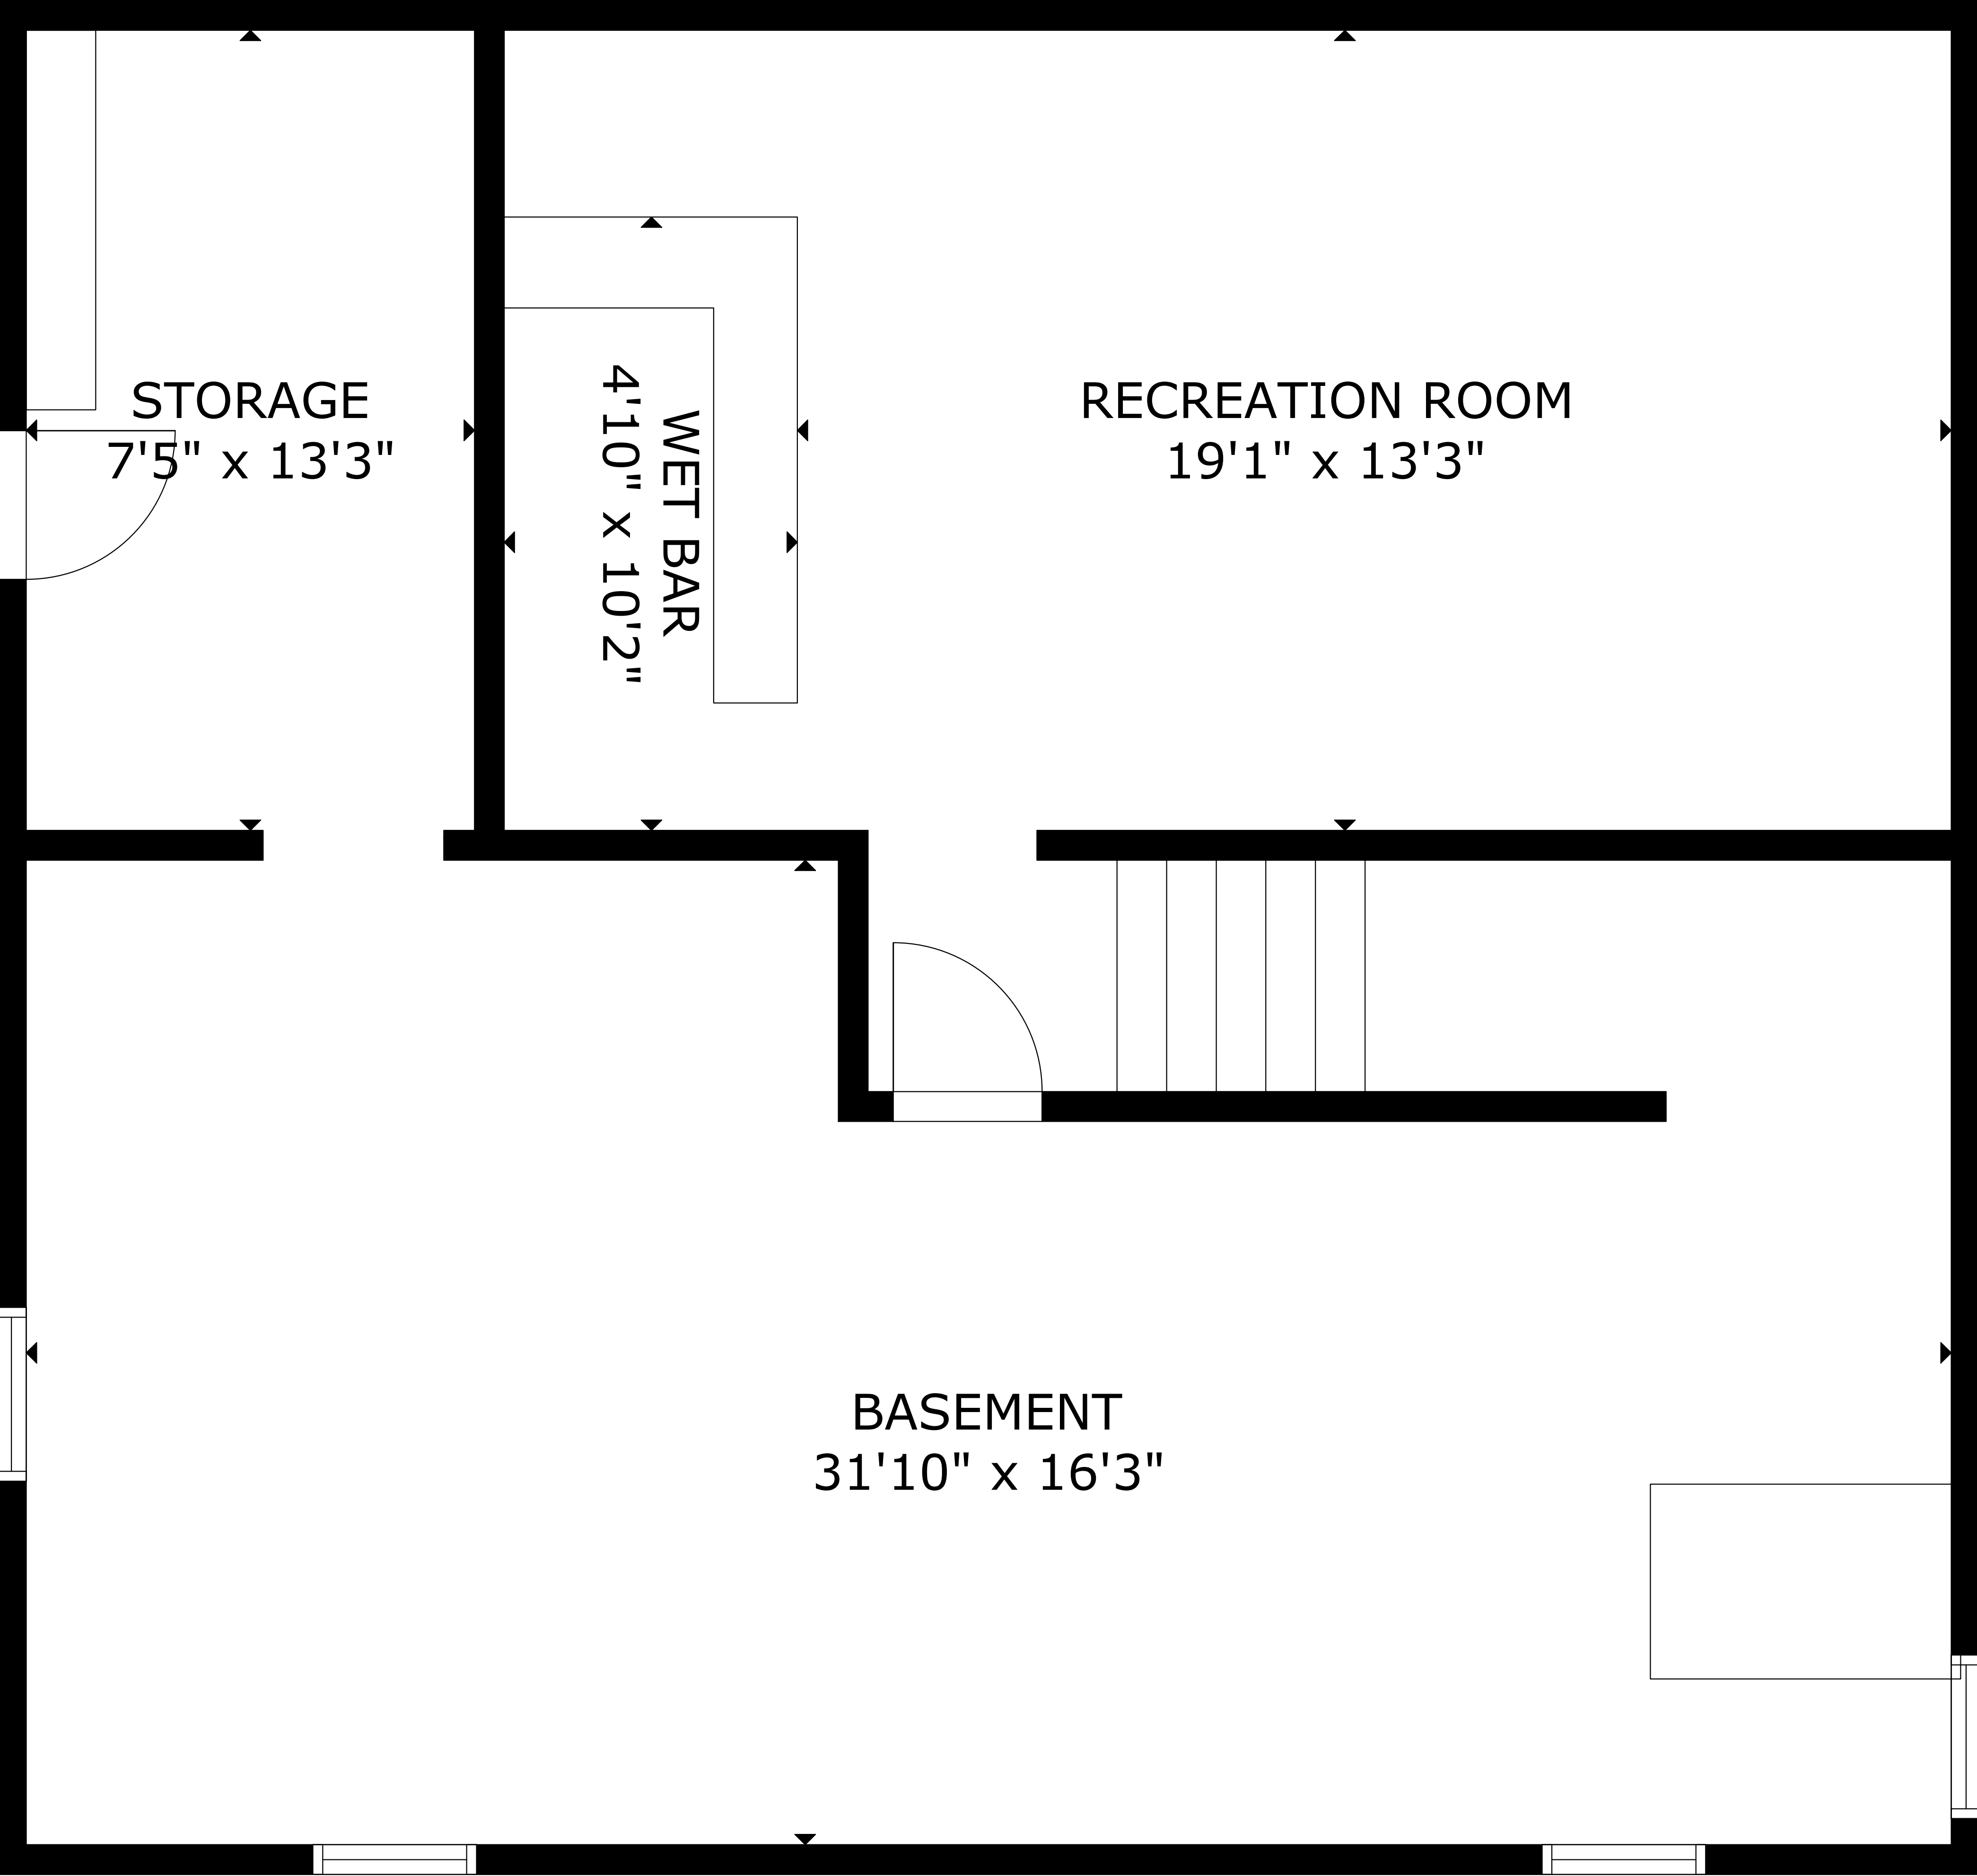 STORAGE
7'5" x 13'3"
WET BAR
4'10" x 10'2"
RECREATION ROOM
19'1" x 13'3"
BASEMENT
31'10" x 16'3"